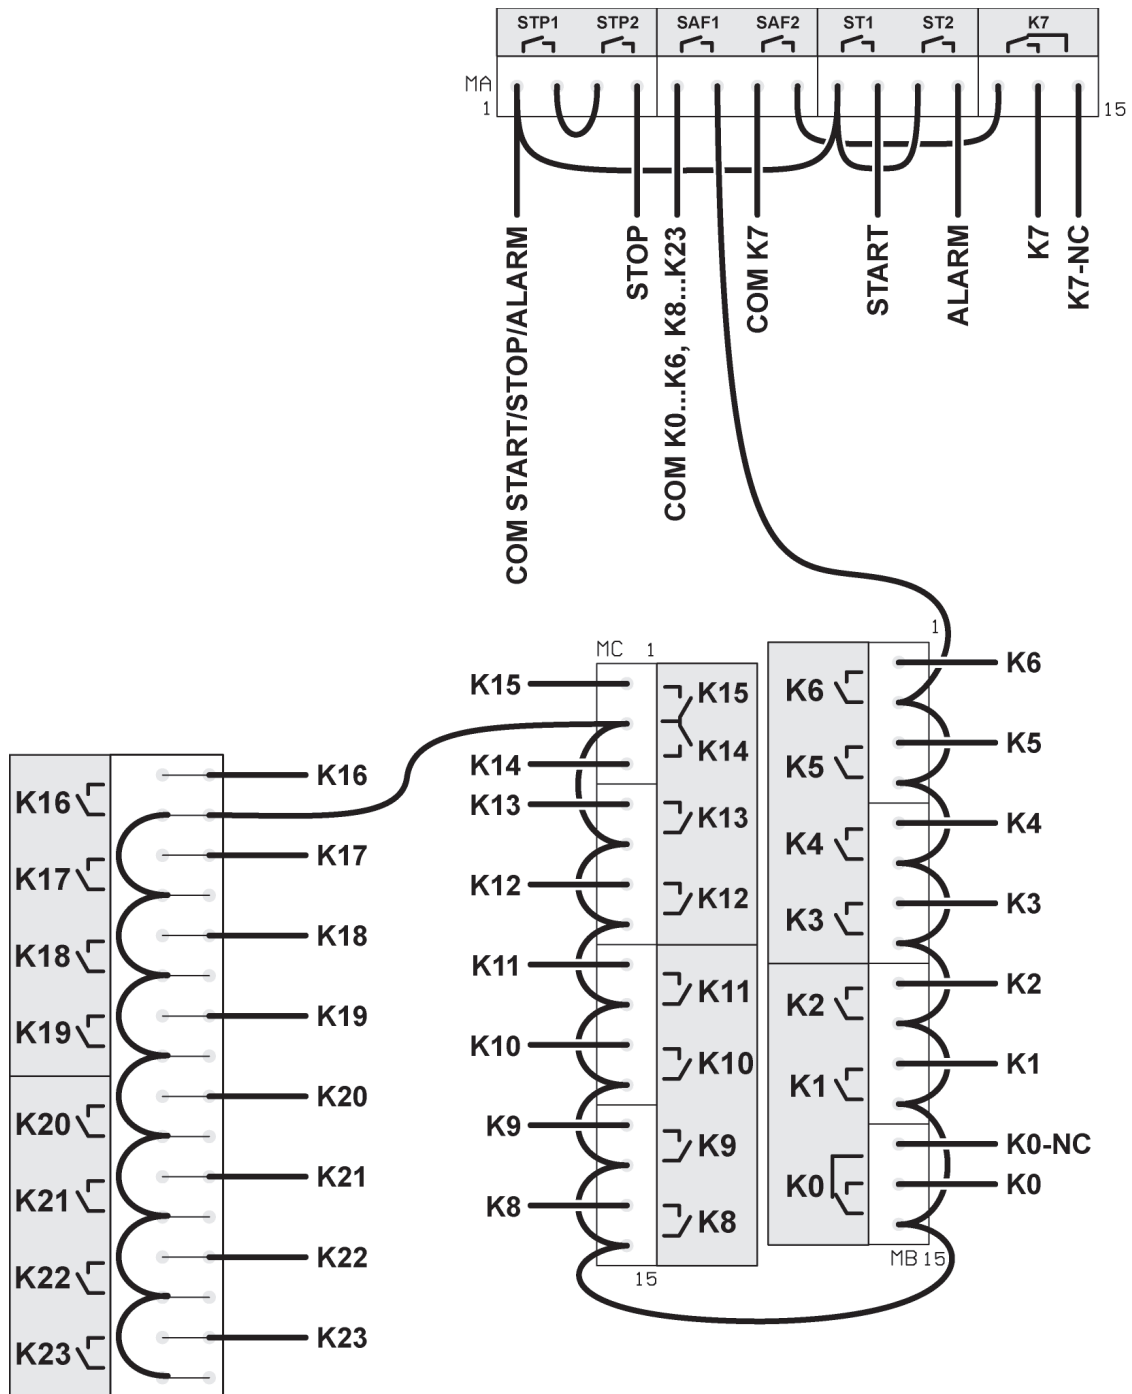 STP1 STP2 SAF1 SAF2 ST1 ST2 K7
MA
1 15
COM START/STOP/ALARM
STOP
COM K0...K6, K8...K23
COM K7
START
ALARM
K7
K7-NC
MC 1
1
K15
K14
K13
K12
K11
K10
K9
K8
K15
K14
K13
K12
K11
K10
K9
K8
15
K6
K5
K4
K3
K2
K1
K0
K6
K5
K4
K3
K2
K1
K0-NC
K0
MB 15
K16
K17
K18
K19
K20
K21
K22
K23
K16
K17
K18
K19
K20
K21
K22
K23